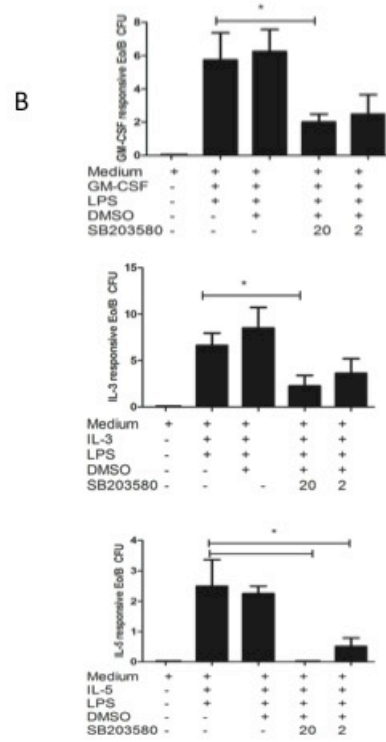 B
GM-CSF responsive Eo/B CFU
8
6
4
2
0
*
Medium + + + + +
GM-CSF - + + + +
LPS - + + + +
DMSO - - + + +
SB203580 - - - 20 2
IL-3 responsive Eo/B CFU
15
10
5
0
*
Medium + + + + +
IL-3 - + + + +
LPS - + + + +
DMSO - - + + +
SB203580 - - - 20 2
IL-5 responsive Eo/B CFU
4
3
2
1
0
*
Medium + + + + +
IL-5 - + + + +
LPS - + + + +
DMSO - - + + +
SB203580 - - - 20 2